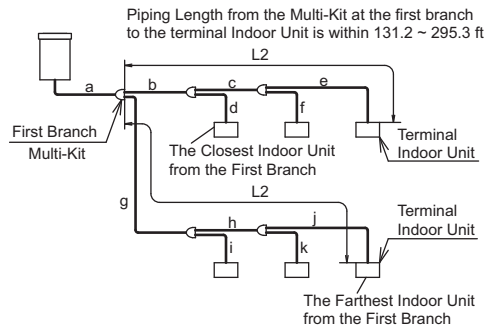 Piping Length from the Multi-Kit at the first branch
to the terminal Indoor Unit is within 131.2 ~ 295.3 ft
L2
a
b
c
e
d
f
First Branch
Multi-Kit
The Closest Indoor Unit
from the First Branch
Terminal
Indoor Unit
L2
g
h
j
i
k
Terminal
Indoor Unit
The Farthest Indoor Unit
from the First Branch